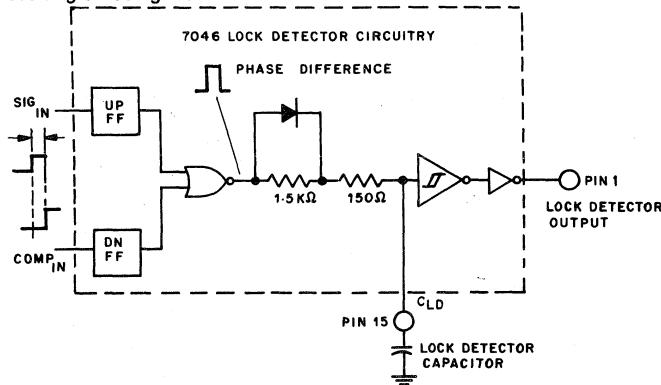 7046 LOCK DETECTOR CIRCUITRY
PHASE DIFFERENCE
SIG IN
UP
FF
1.5KΩ
150Ω
PIN 1
LOCK DETECTOR
OUTPUT
DN
FF
COMP IN
CLD
PIN 15
LOCK DETECTOR
CAPACITOR